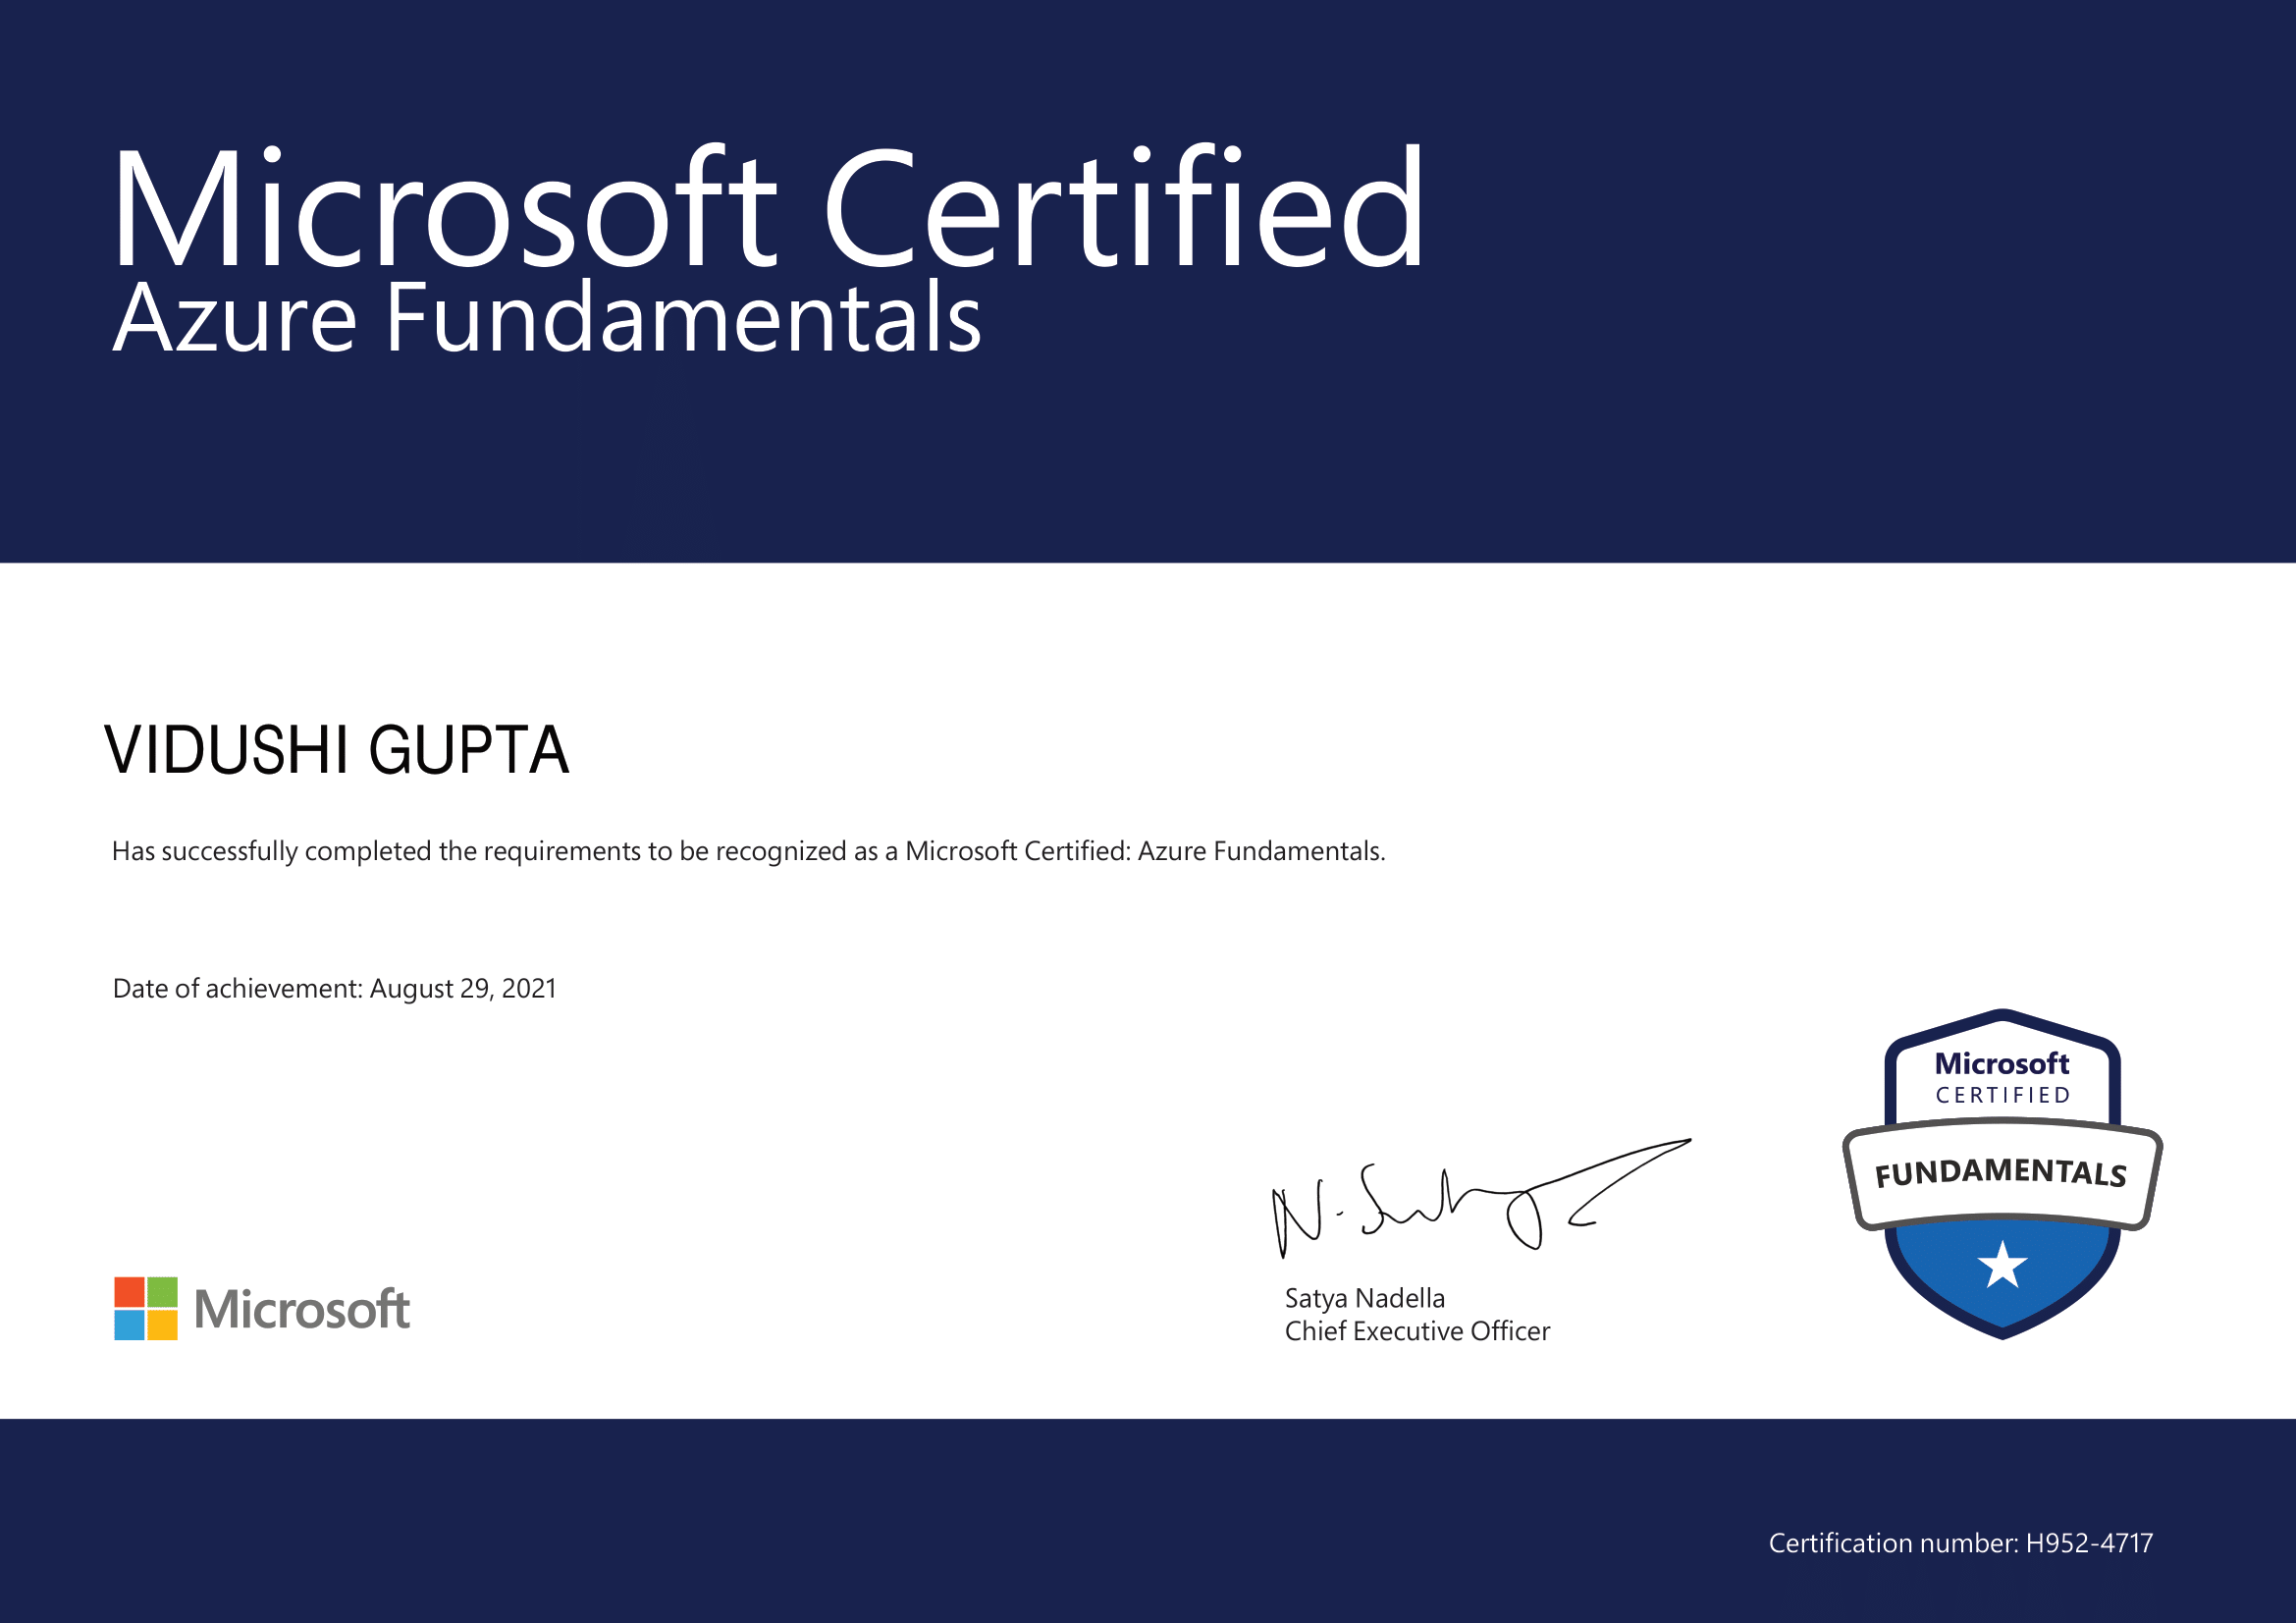 Microsoft Certified
Azure Fundamentals
VIDUSHI GUPTA
Has successfully completed the requirements to be recognized as a Microsoft Certified: Azure Fundamentals.
Date of achievement: August 29, 2021
Microsoft
CERTIFIED
FUNDAMENTALS
Satya Nadella
Chief Executive Officer
Microsoft
Certification number: H952-4717